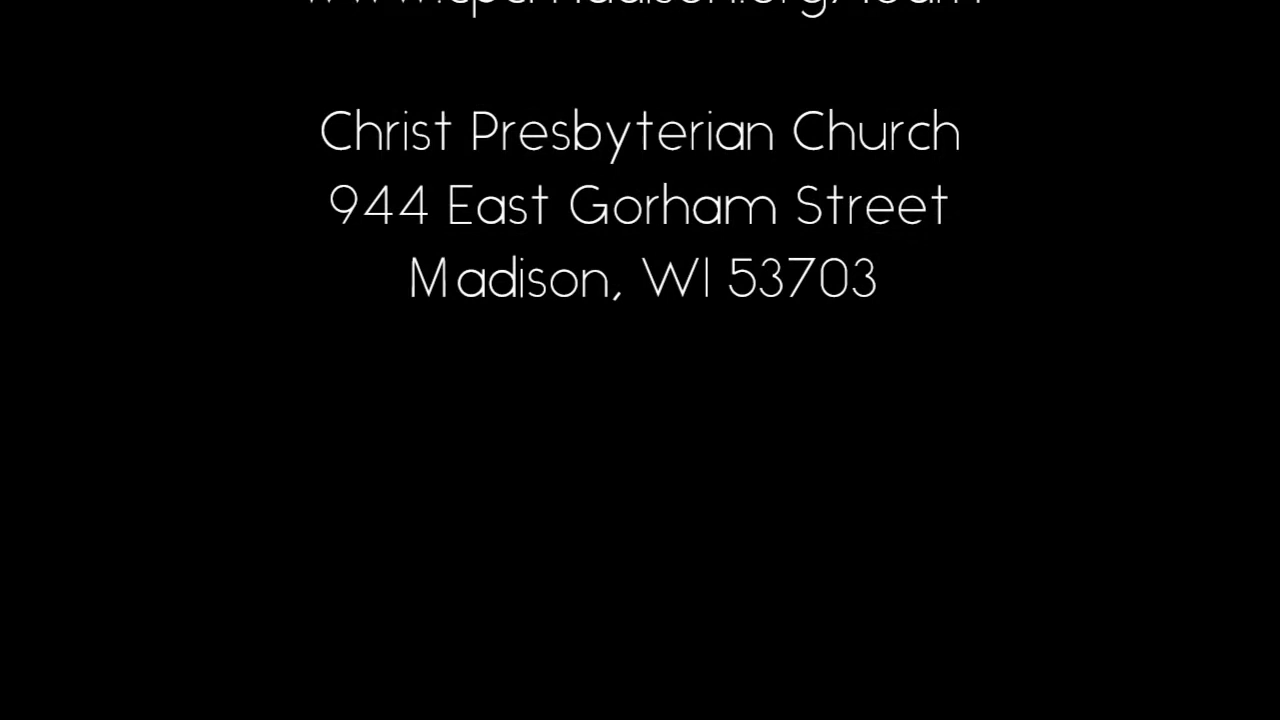 Christ Presbyterian Church
944 East Gorham Street
Madison, WI 53703